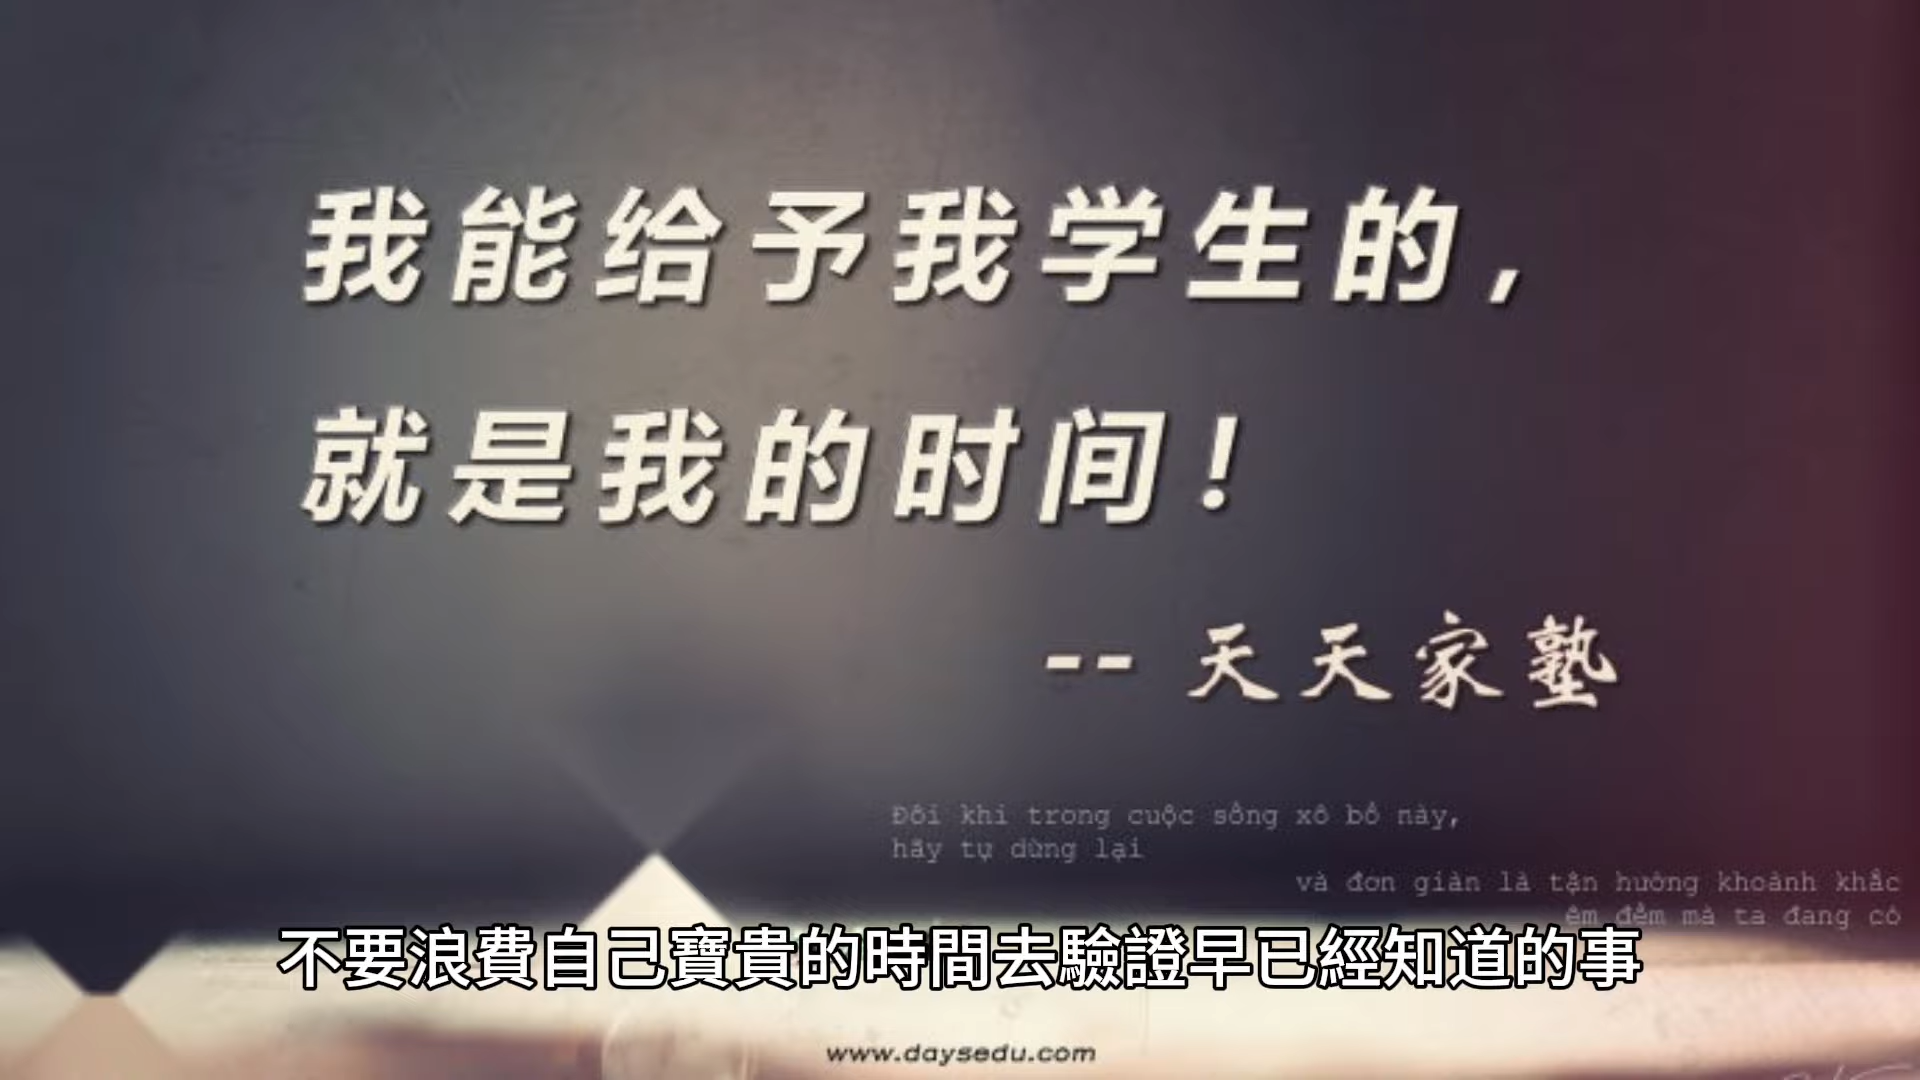 我能给予我学生的，
就是我的时间！
-- 天天家塾
Đôi khi trong cuộc sống xô bồ này,
hãy tự dừng lại
và đơn giản là tận hưởng khoảnh khắc
êm đềm mà ta đang có
不要浪費自己寶貴的時間去驗證早已經知道的事
www.daysedu.com